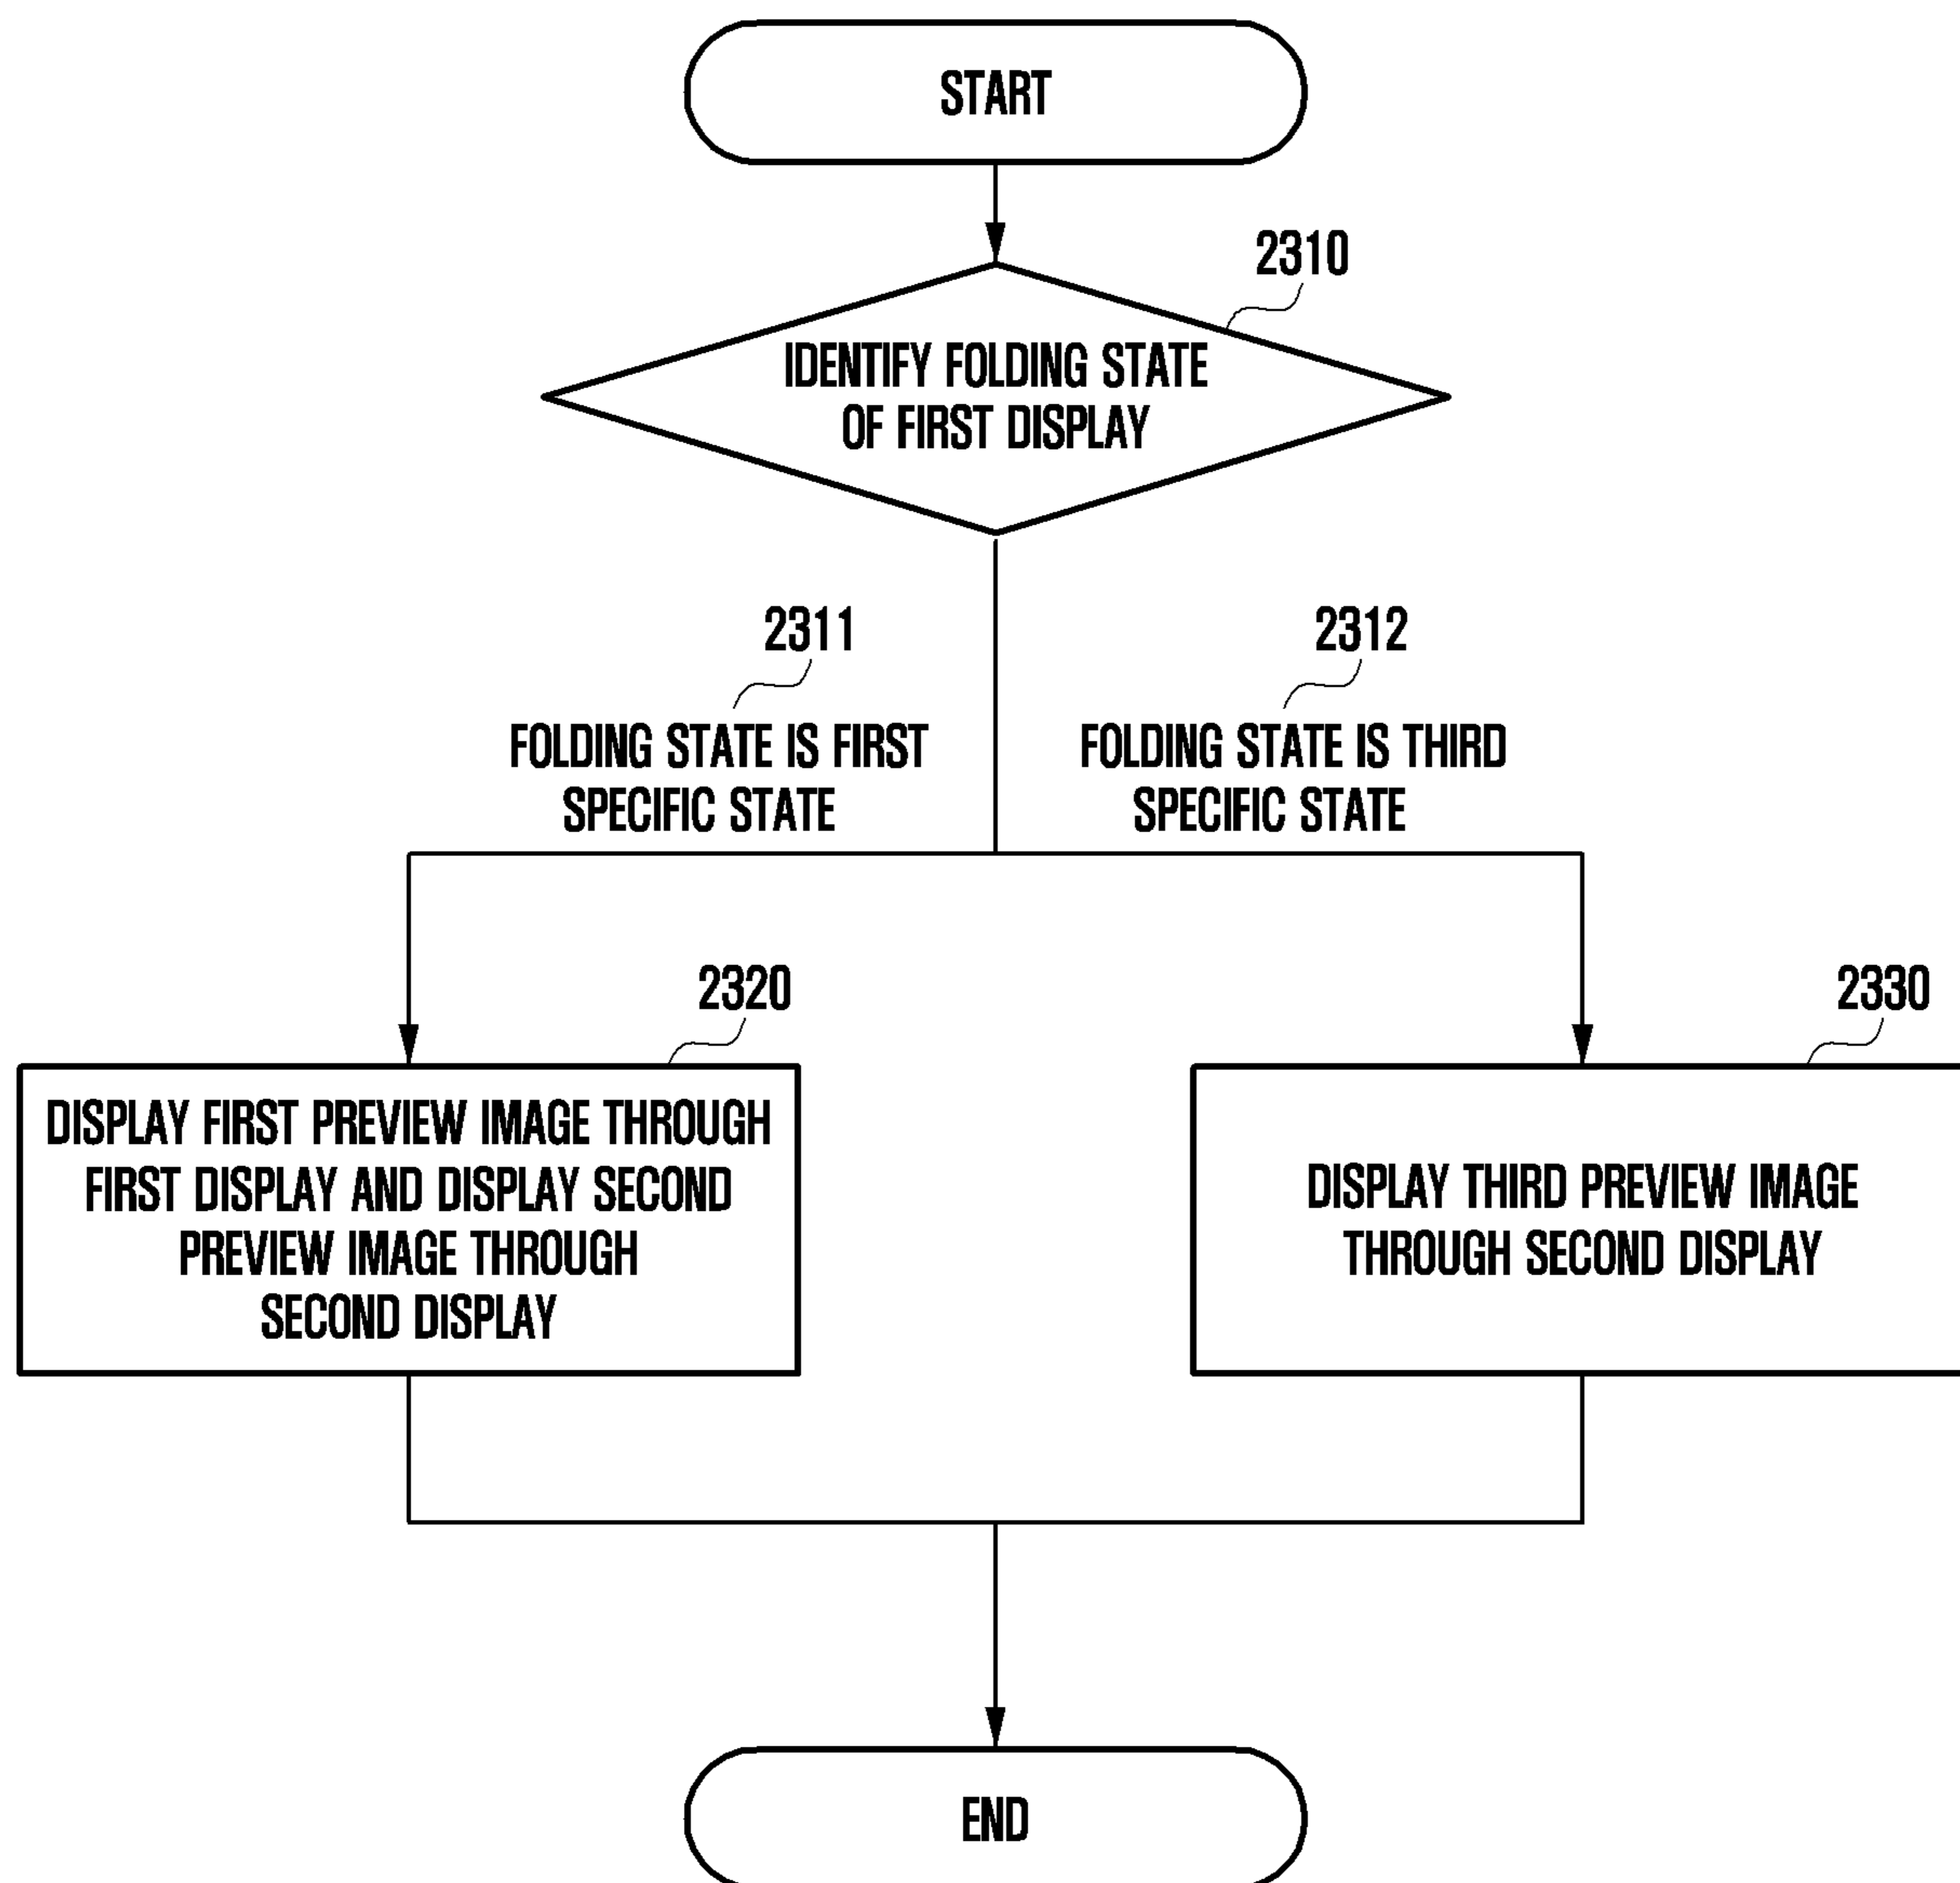 START
2310
IDENTIFY FOLDING STATE
OF FIRST DISPLAY
2311
FOLDING STATE IS FIRST
SPECIFIC STATE
2312
FOLDING STATE IS THIRD
SPECIFIC STATE
2320
DISPLAY FIRST PREVIEW IMAGE THROUGH
FIRST DISPLAY AND DISPLAY SECOND
PREVIEW IMAGE THROUGH
SECOND DISPLAY
2330
DISPLAY THIRD PREVIEW IMAGE
THROUGH SECOND DISPLAY
END